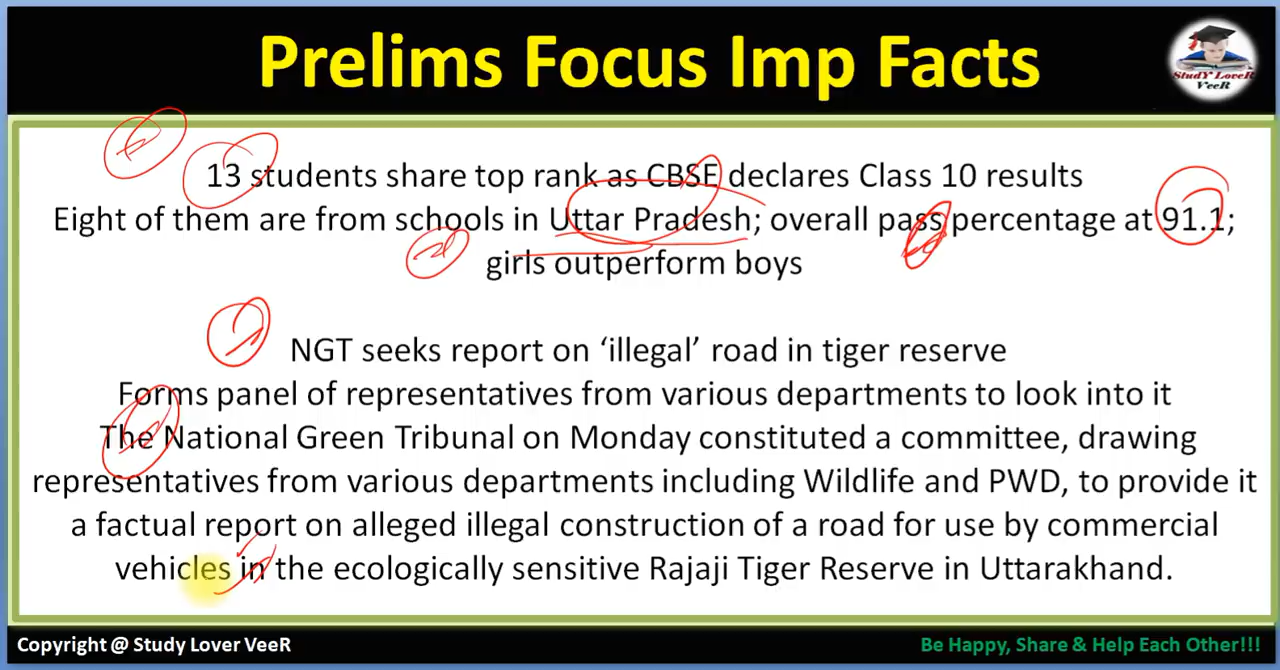 Prelims Focus Imp Facts
StudY LoveR
VeeR
13 students share top rank as CBSE declares Class 10 results
Eight of them are from schools in Uttar Pradesh; overall pass percentage at 91.1;
girls outperform boys
NGT seeks report on ‘illegal’ road in tiger reserve
Forms panel of representatives from various departments to look into it
The National Green Tribunal on Monday constituted a committee, drawing
representatives from various departments including Wildlife and PWD, to provide it
a factual report on alleged illegal construction of a road for use by commercial
vehicles in the ecologically sensitive Rajaji Tiger Reserve in Uttarakhand.
Copyright @ Study Lover VeeR
Be Happy, Share & Help Each Other!!!